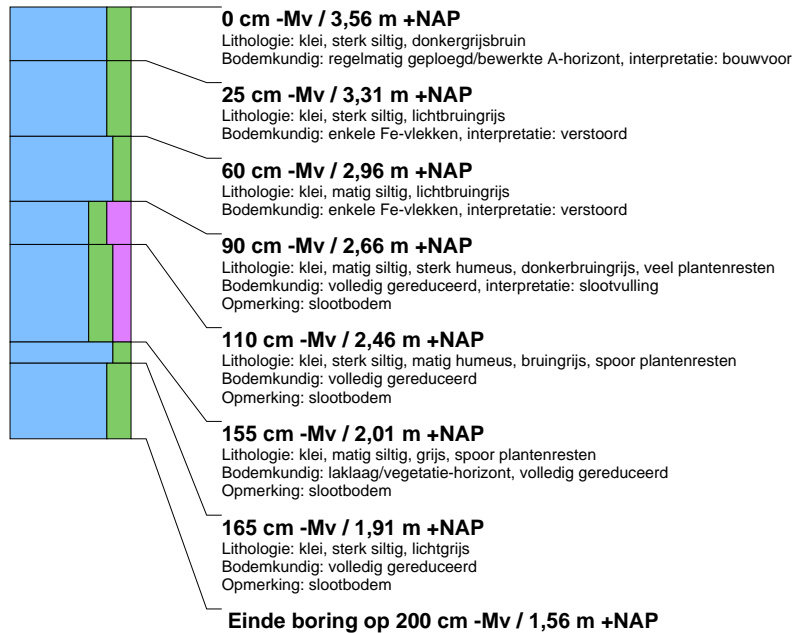 0 cm -Mv / 3,56 m +NAP
Lithologie: klei, sterk siltig, donkergrijsbruin
Bodemkundig: regelmatig geploegd/bewerkte A-horizont, interpretatie: bouwvoor
25 cm -Mv / 3,31 m +NAP
Lithologie: klei, sterk siltig, lichtbruingrijs
Bodemkundig: enkele Fe-vlekken, interpretatie: verstoord
60 cm -Mv / 2,96 m +NAP
Lithologie: klei, matig siltig, lichtbruingrijs
Bodemkundig: enkele Fe-vlekken, interpretatie: verstoord
90 cm -Mv / 2,66 m +NAP
Lithologie: klei, matig siltig, sterk humeus, donkerbruingrijs, veel plantenresten
Bodemkundig: volledig gereduceerd, interpretatie: slootvulling
Opmerking: slootbodem
110 cm -Mv / 2,46 m +NAP
Lithologie: klei, sterk siltig, matig humeus, bruingrijs, spoor plantenresten
Bodemkundig: volledig gereduceerd
Opmerking: slootbodem
155 cm -Mv / 2,01 m +NAP
Lithologie: klei, matig siltig, grijs, spoor plantenresten
Bodemkundig: laklaag/vegetatie-horizont, volledig gereduceerd
Opmerking: slootbodem
165 cm -Mv / 1,91 m +NAP
Lithologie: klei, sterk siltig, lichtgrijs
Bodemkundig: volledig gereduceerd
Opmerking: slootbodem
Einde boring op 200 cm -Mv / 1,56 m +NAP